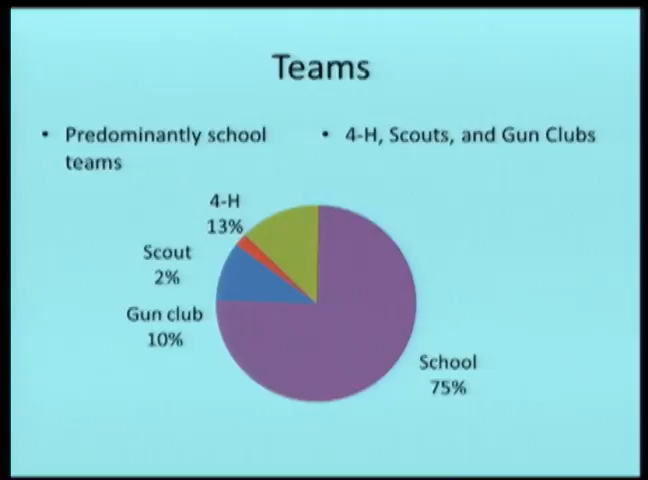 Teams
• Predominantly school
teams
• 4-H, Scouts, and Gun Clubs
4-H
13%
Scout
2%
Gun club
10%
School
75%